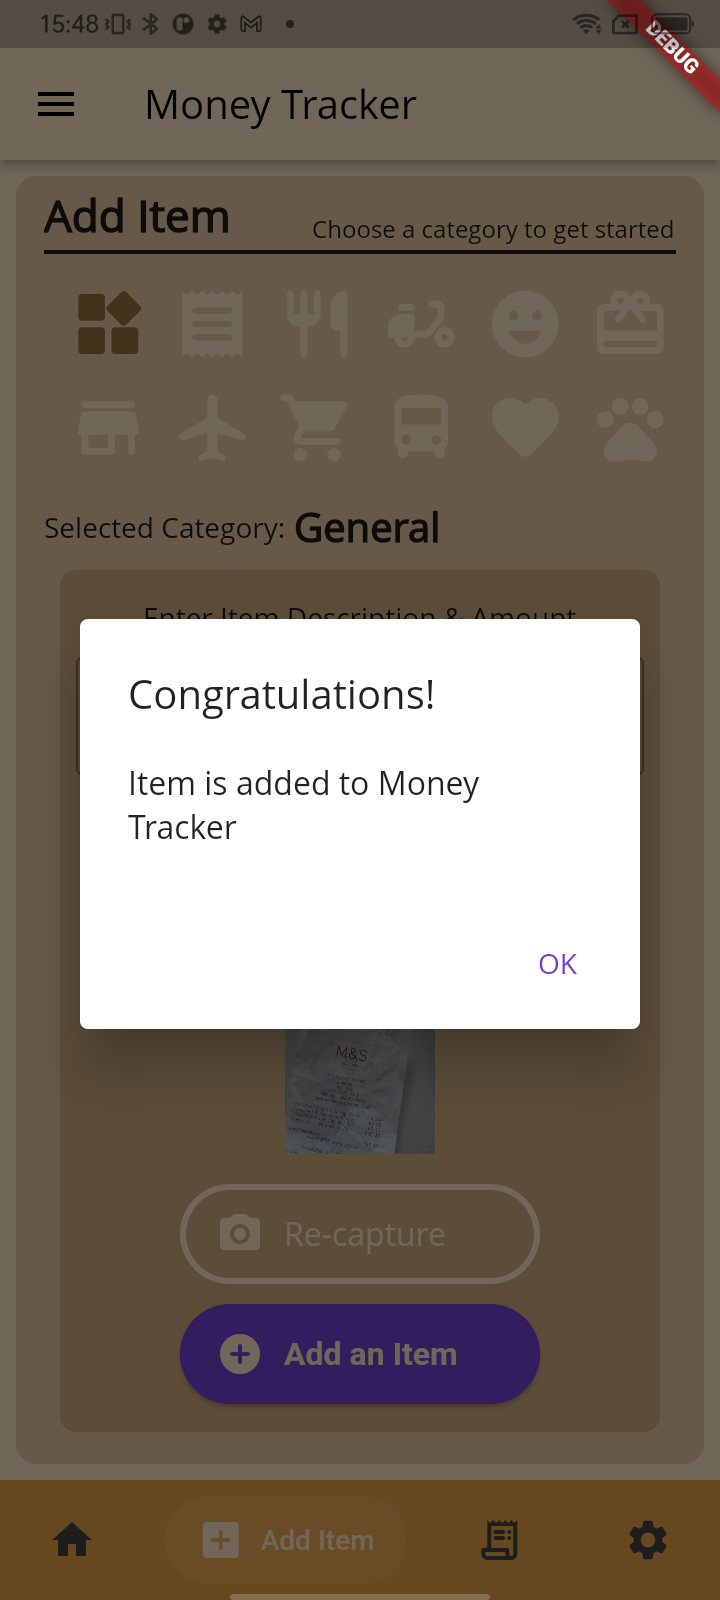 15:48
DEBUG
Money Tracker
Add Item
Choose a category to get started
Selected Category: General
Enter Item Description & Amount
Congratulations!
Item is added to Money
Tracker
OK
M&S
Re-capture
Add an Item
Add Item